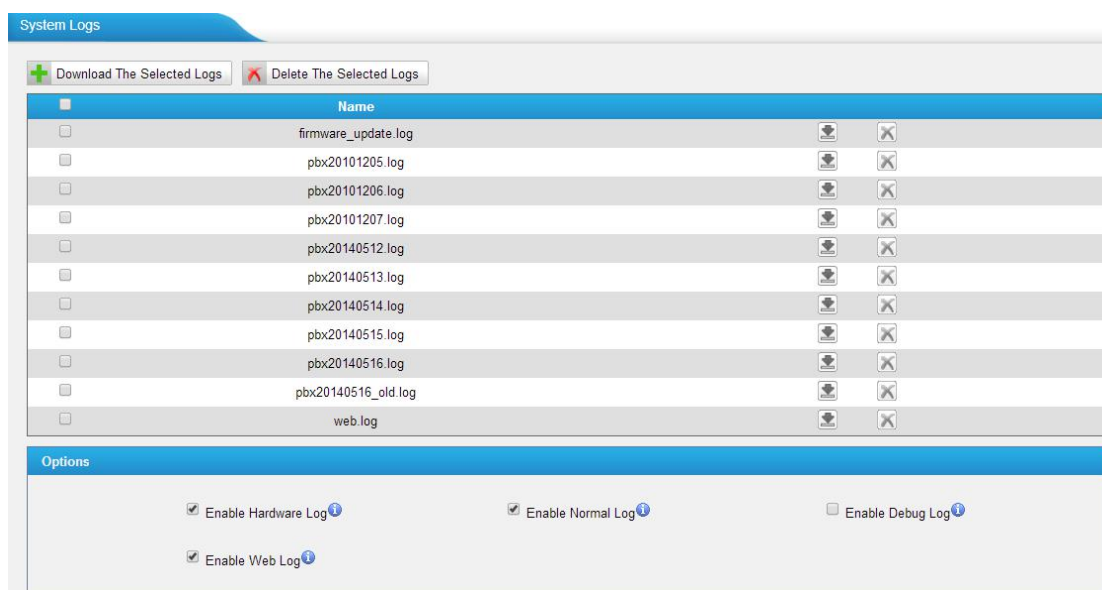 System Logs
Download The Selected Logs Delete The Selected Logs
Name
firmware_update.log
pbx20101205.log
pbx20101206.log
pbx20101207.log
pbx20140512.log
pbx20140513.log
pbx20140514.log
pbx20140515.log
pbx20140516.log
pbx20140516_old.log
web.log
Options
Enable Hardware Log Enable Normal Log Enable Debug Log
Enable Web Log